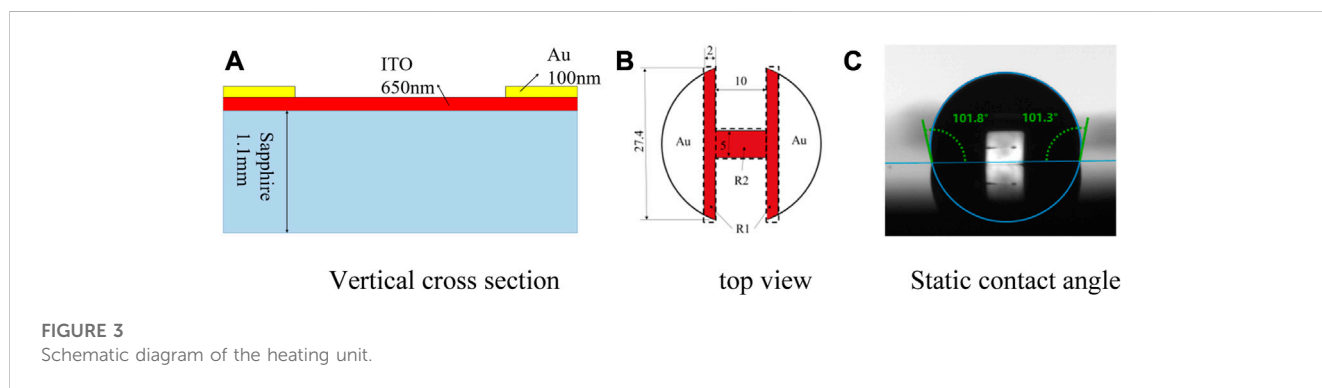 A
ITO
650nm
Au
100nm
Sapphire
1.1mm
Vertical cross section
B
2
10
27.4
Au
5
Au
R2
R1
top view
C
101.8°
101.3°
Static contact angle
FIGURE 3
Schematic diagram of the heating unit.